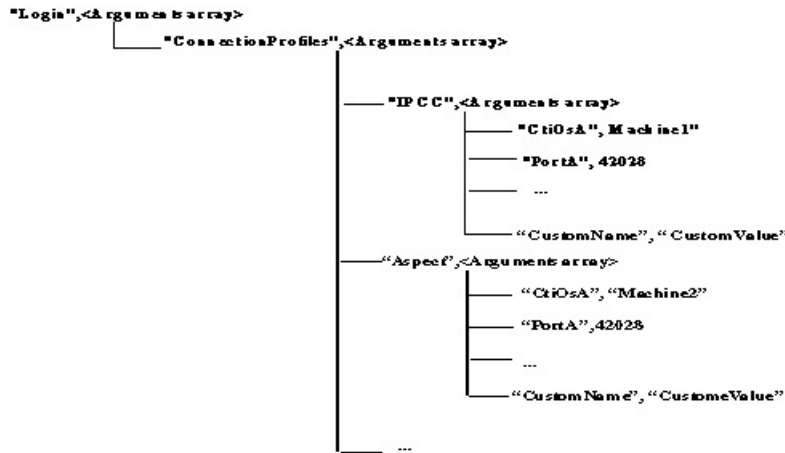 "Login",<Arguments array>
"ConnectionProfiles",<Arguments array>
"IPCC",<Arguments array>
"CtiOsA", Machine1"
"PortA", 42028
...
“CustomName”, “CustomValue”
“Aspect”,<Arguments array>
“CtiOsA”, “Machine2”
“PortA”,42028
...
“CustomName”, “CustomeValue”
...